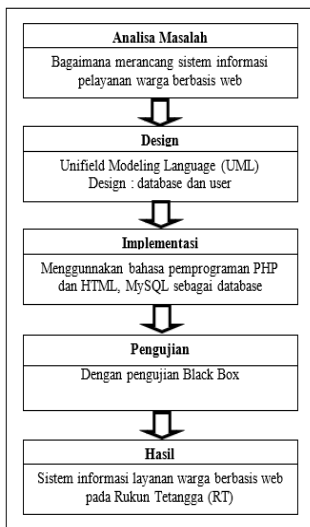 Analisa Masalah
Bagaimana merancang sistem informasi
pelayanan warga berbasis web
Design
Unifield Modeling Language (UML)
Design : database dan user
Implementasi
Menggunnakan bahasa pemprograman PHP
dan HTML, MySQL sebagai database
Pengujian
Dengan pengujian Black Box
Hasil
Sistem informasi layanan warga berbasis web
pada Rukun Tetangga (RT)